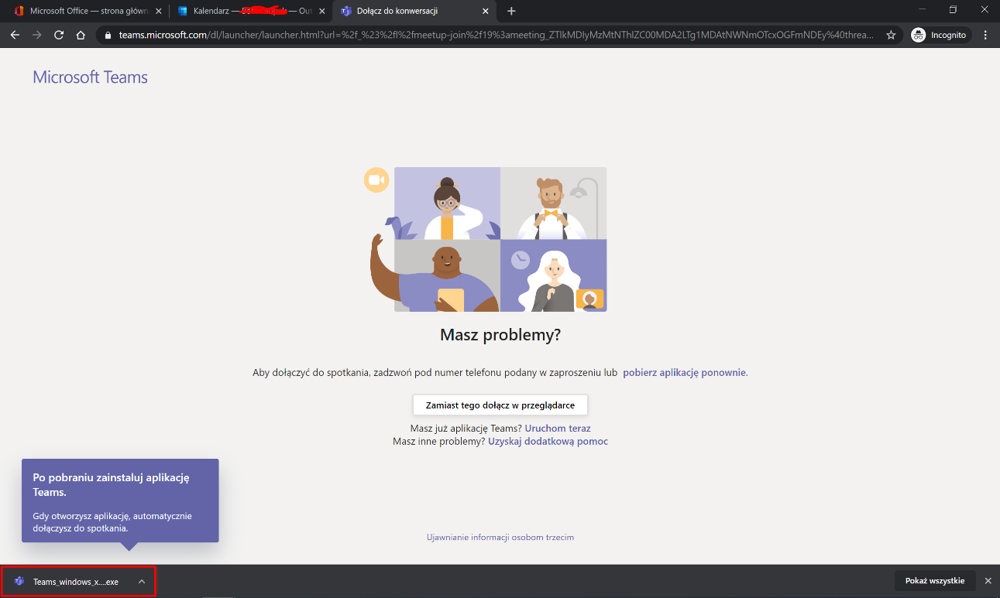 Microsoft Office — strona główn
Kalendarz — — Out
Dołącz do konwersacji
teams.microsoft.com/dl/launcher/launcher.html?url=%2f_%23%2fl%2fmeetup-join%2f19%3ameeting_ZTlkMDIyMzMtNThlZC00MDA2LTg1MDAtNWNmOTcxOGFmNDEy%40threa...
Incognito
Microsoft Teams
Masz problemy?
Aby dołączyć do spotkania, zadzwoń pod numer telefonu podany w zaproszeniu lub pobierz aplikację ponownie.
Zamiast tego dołącz w przeglądarce
Masz już aplikację Teams? Uruchom teraz
Masz inne problemy? Uzyskaj dodatkową pomoc
Po pobraniu zainstaluj aplikację
Teams.
Gdy otworzysz aplikację, automatycznie
dołączysz do spotkania.
Ujawnianie informacji osobom trzecim
Teams_windows_x....exe
Pokaż wszystkie